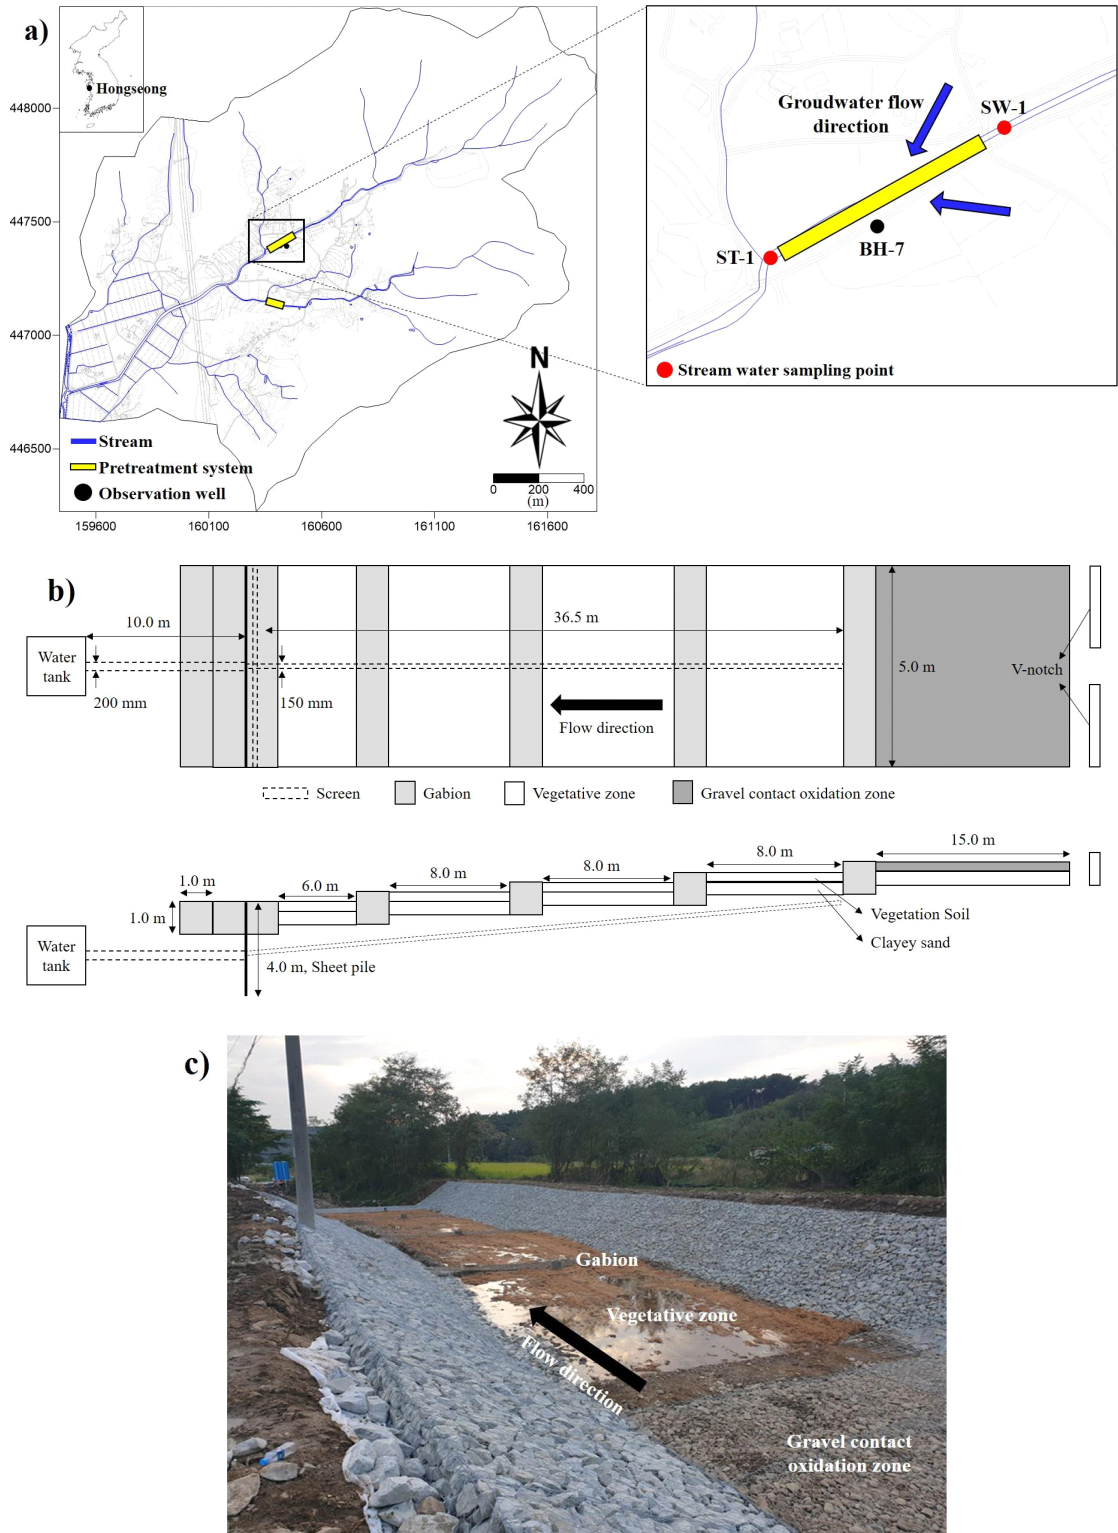 a)
Hongseong
448000
447500
447000
446500
159600
160100
160600
161100
161600
N
0
200
400
(m)
Stream
Pretreatment system
Observation well
Groudwater flow
direction
SW-1
ST-1
BH-7
Stream water sampling point
b)
10.0 m
36.5 m
Water
tank
5.0 m
V-notch
200 mm
150 mm
Flow direction
Screen
Gabion
Vegetative zone
Gravel contact oxidation zone
15.0 m
8.0 m
8.0 m
8.0 m
6.0 m
1.0 m
1.0 m
Vegetation Soil
Clayey sand
Water
tank
4.0 m, Sheet pile
c)
Gabion
Vegetative zone
Flow direction
Gravel contact
oxidation zone